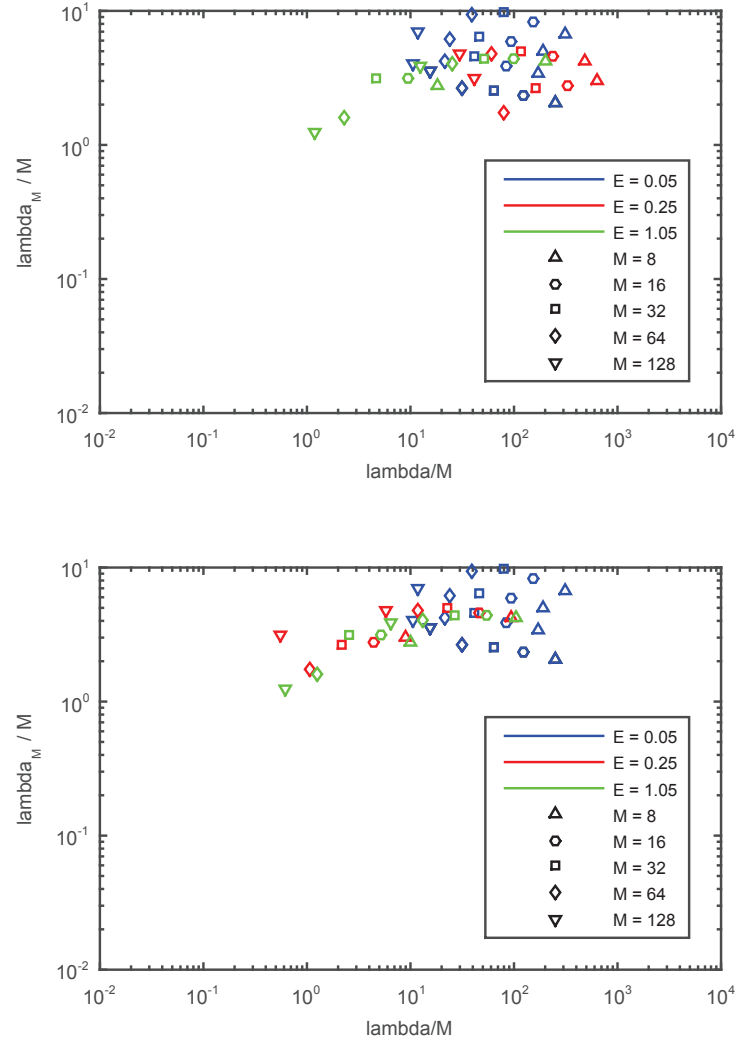 10^1
10^0
10^-1
10^-2
lambda_M / M
E = 0.05
E = 0.25
E = 1.05
M = 8
M = 16
M = 32
M = 64
M = 128
10^-2 10^-1 10^0 10^1 10^2 10^3 10^4
lambda/M
10^1
10^0
10^-1
10^-2
lambda_M / M
E = 0.05
E = 0.25
E = 1.05
M = 8
M = 16
M = 32
M = 64
M = 128
10^-2 10^-1 10^0 10^1 10^2 10^3 10^4
lambda/M